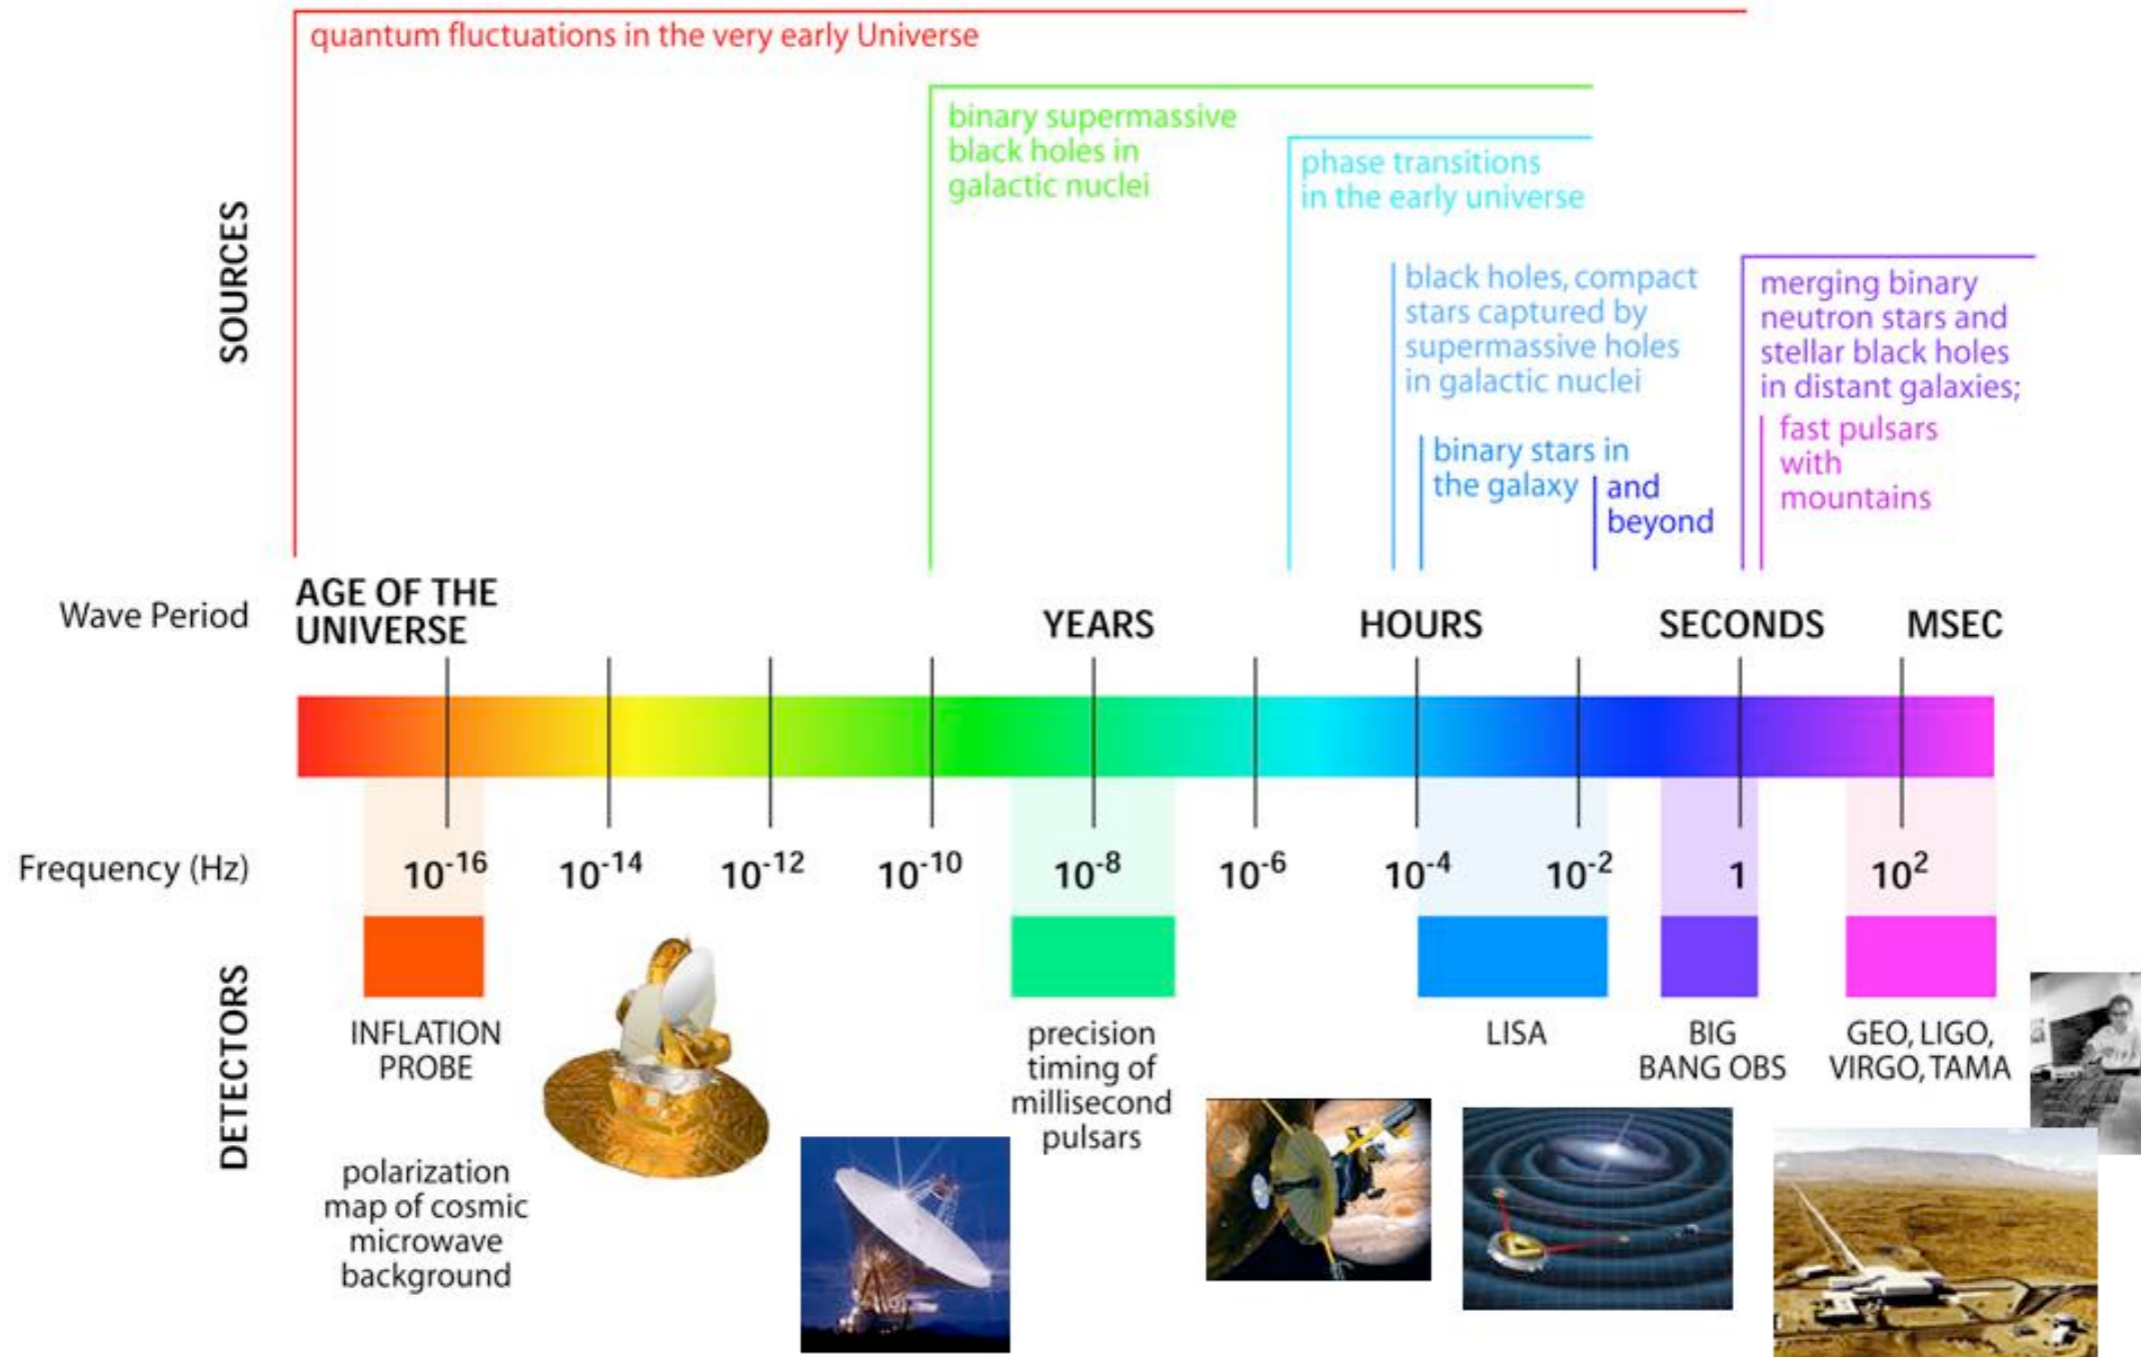 quantum fluctuations in the very early Universe
binary supermassive
black holes in
galactic nuclei
phase transitions
in the early universe
black holes, compact
stars captured by
supermassive holes
in galactic nuclei
binary stars in
the galaxy
and
beyond
merging binary
neutron stars and
stellar black holes
in distant galaxies;
fast pulsars
with
mountains
SOURCES
Wave Period
AGE OF THE
UNIVERSE
YEARS
HOURS
SECONDS
MSEC
Frequency (Hz)
10⁻¹⁶ 10⁻¹⁴ 10⁻¹² 10⁻¹⁰ 10⁻⁸ 10⁻⁶ 10⁻⁴ 10⁻² 1 10²
DETECTORS
INFLATION
PROBE
polarization
map of cosmic
microwave
background
precision
timing of
millisecond
pulsars
LISA
BIG
BANG OBS
GEO, LIGO,
VIRGO, TAMA